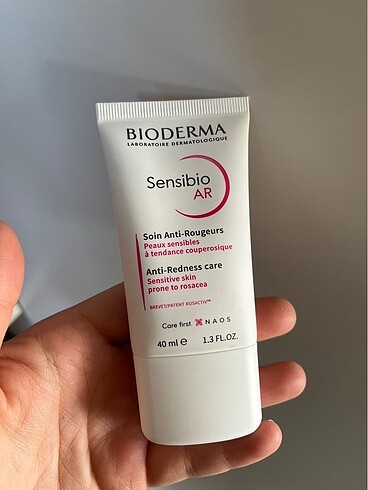 BIODERMA
LABORATOIRE DERMATOLOGIQUE
Sensibio
AR
Soin Anti-Rougeurs
Peaux sensibles
à tendance couperosique
Anti-Redness care
Sensitive skin
prone to rosacea
BREVET/PATENT ROSACTIV™
Care first. NAOS
40 ml ℮ 1.3 FL.OZ.